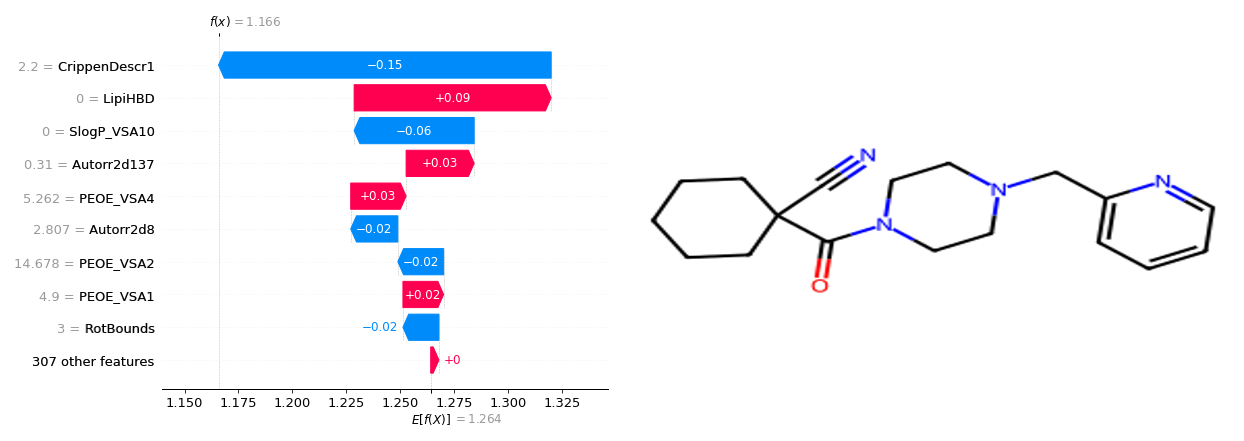 f(x) = 1.166
2.2 = CrippenDescr1
−0.15
0 = LipiHBD
+0.09
0 = SlogP_VSA10
−0.06
0.31 = Autorr2d137
+0.03
5.262 = PEOE_VSA4
+0.03
2.807 = Autorr2d8
−0.02
14.678 = PEOE_VSA2
−0.02
4.9 = PEOE_VSA1
+0.02
3 = RotBounds
−0.02
307 other features
+0
1.150 1.175 1.200 1.225 1.250 1.275 1.300 1.325
E[f(X)] = 1.264
N
N
N
N
O